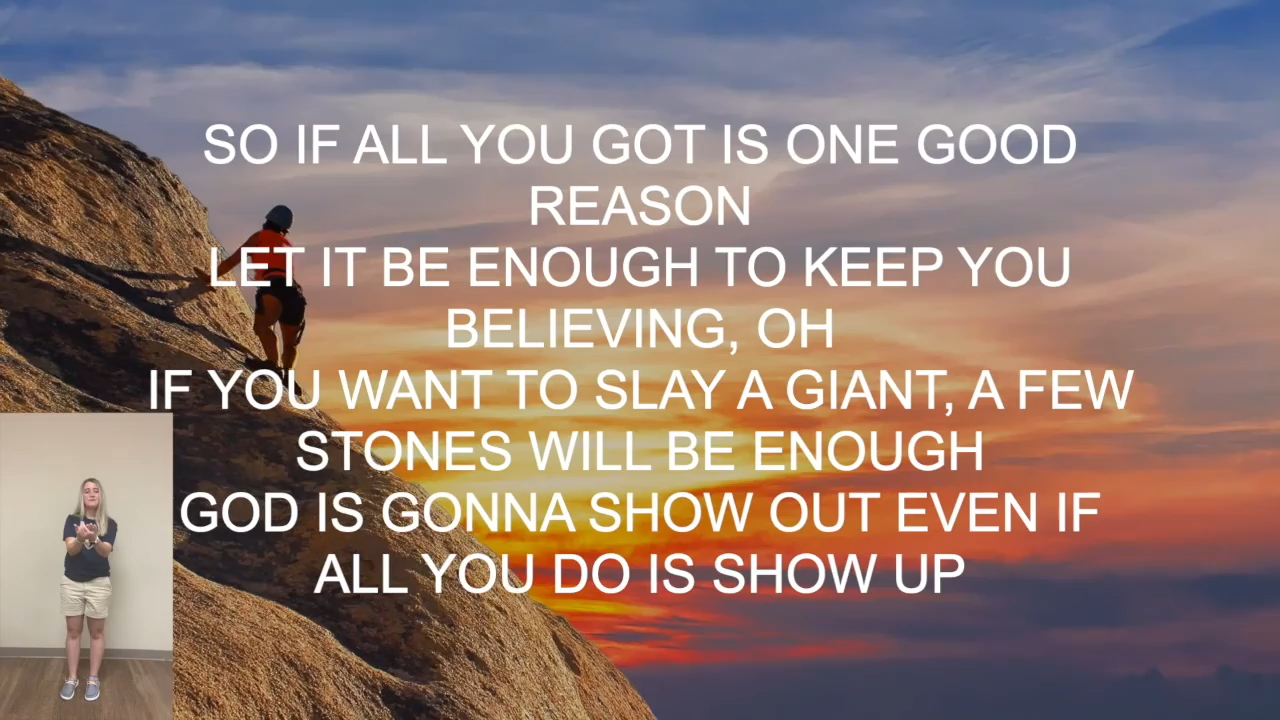 SO IF ALL YOU GOT IS ONE GOOD
REASON
LET IT BE ENOUGH TO KEEP YOU
BELIEVING, OH
IF YOU WANT TO SLAY A GIANT, A FEW
STONES WILL BE ENOUGH
GOD IS GONNA SHOW OUT EVEN IF
ALL YOU DO IS SHOW UP